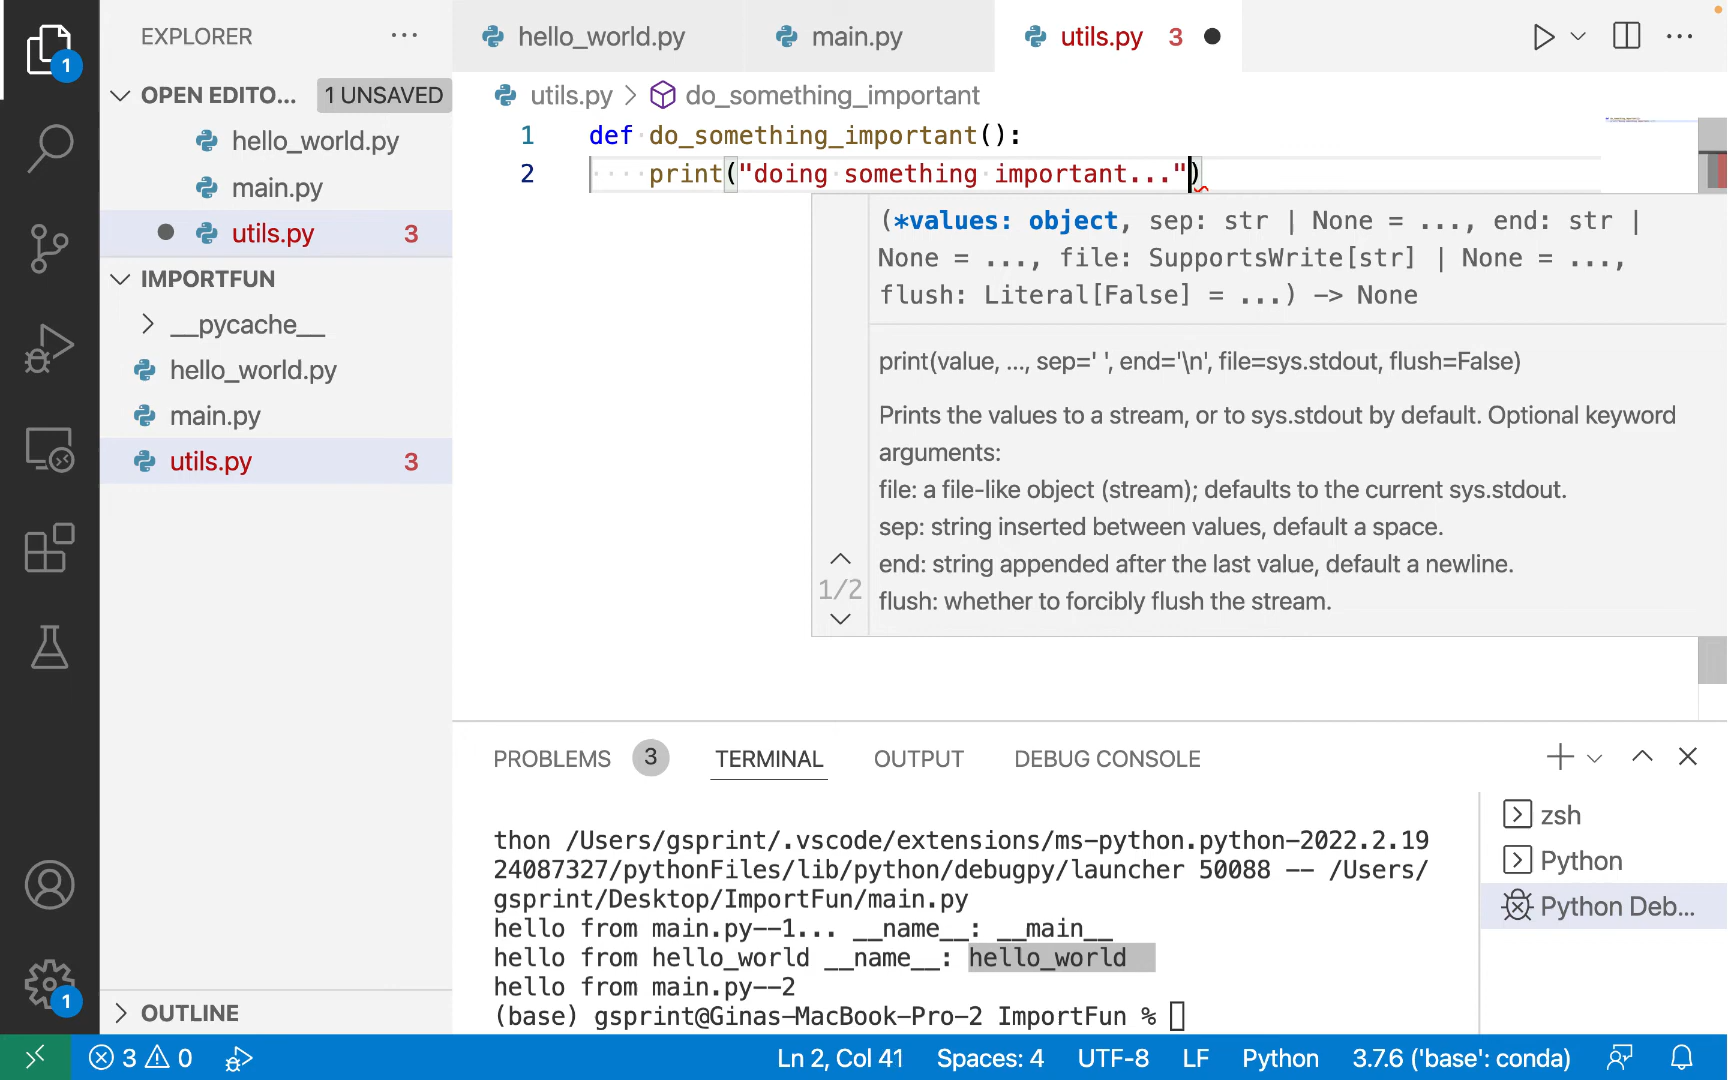 1
EXPLORER
OPEN EDITO... 1 UNSAVED
hello_world.py
main.py
utils.py 3
IMPORTFUN
__pycache__
hello_world.py
main.py
utils.py 3
OUTLINE
1
hello_world.py
main.py
utils.py 3
utils.py > do_something_important
1 def do_something_important():
2 ····print("doing·something·important...")
(*values: object, sep: str | None = ..., end: str |
None = ..., file: SupportsWrite[str] | None = ...,
flush: Literal[False] = ...) -> None
print(value, ..., sep=' ', end='\n', file=sys.stdout, flush=False)
Prints the values to a stream, or to sys.stdout by default. Optional keyword
arguments:
file: a file-like object (stream); defaults to the current sys.stdout.
sep: string inserted between values, default a space.
end: string appended after the last value, default a newline.
flush: whether to forcibly flush the stream.
1/2
PROBLEMS 3 TERMINAL OUTPUT DEBUG CONSOLE
thon /Users/gsprint/.vscode/extensions/ms-python.python-2022.2.19
24087327/pythonFiles/lib/python/debugpy/launcher 50088 -- /Users/
gsprint/Desktop/ImportFun/main.py
hello from main.py--1... __name__: __main__
hello from hello_world __name__: hello_world
hello from main.py--2
(base) gsprint@Ginas-MacBook-Pro-2 ImportFun %
zsh
Python
Python Deb...
3 0 Ln 2, Col 41 Spaces: 4 UTF-8 LF Python 3.7.6 ('base': conda)